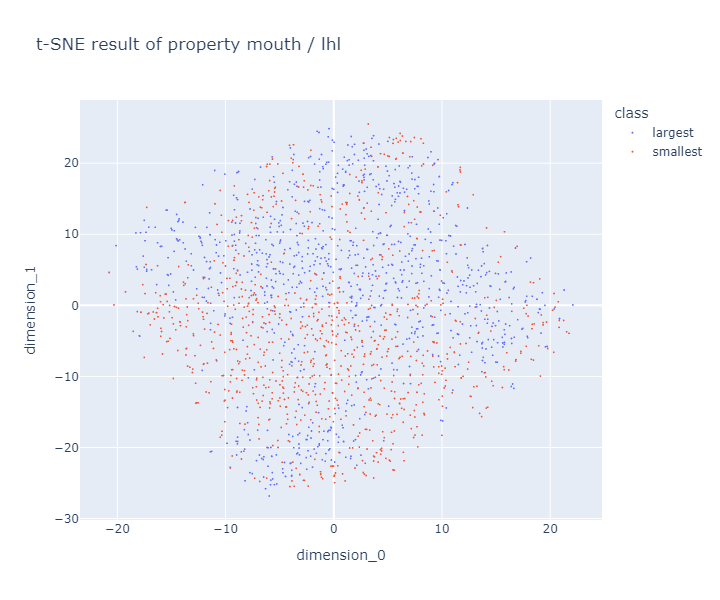 t-SNE result of property mouth / lhl
class
largest
smallest
20
10
0
−10
−20
−30
dimension_1
−20
−10
0
10
20
dimension_0